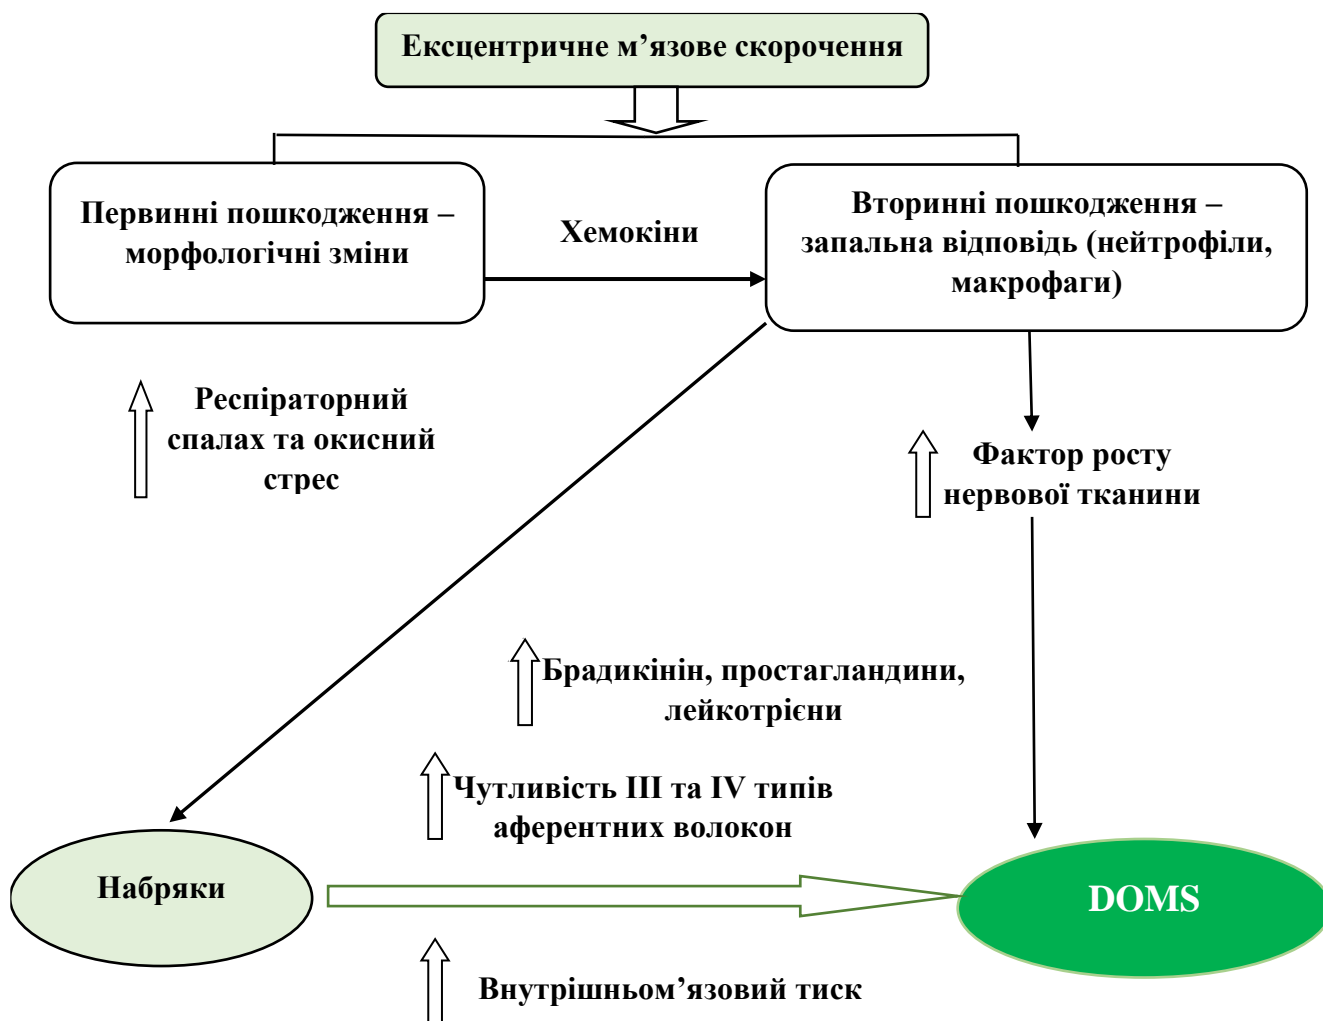 Ексцентричне м’язове скорочення
Первинні пошкодження –
морфологічні зміни
Хемокіни
Вторинні пошкодження –
запальна відповідь (нейтрофіли,
макрофаги)
Респіраторний
спалах та окисний
стрес
Фактор росту
нервової тканини
Брадикінін, простагландини,
лейкотрієни
Чутливість III та IV типів
аферентних волокон
Набряки
DOMS
Внутрішньом’язовий тиск